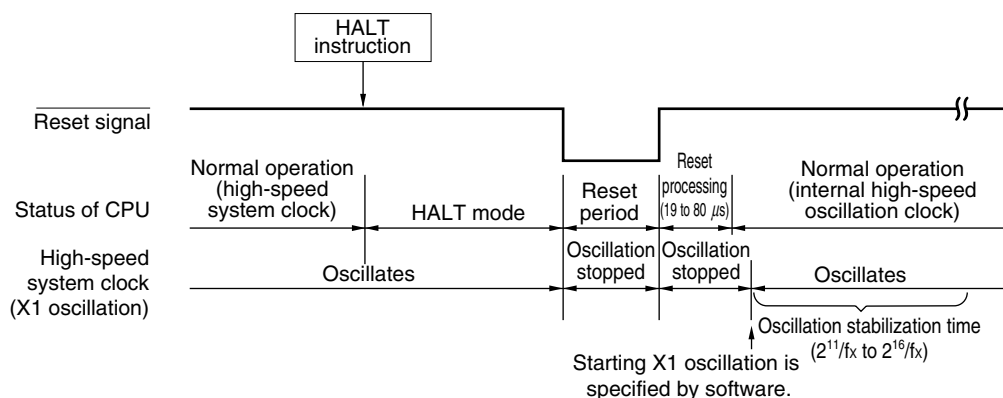 HALT
instruction
Reset signal
Normal operation
(high-speed
system clock)
Reset
processing
(19 to 80 μs)
Normal operation
(internal high-speed
oscillation clock)
Status of CPU
HALT mode
Reset
period
High-speed
system clock
(X1 oscillation)
Oscillates
Oscillation
stopped
Oscillation
stopped
Oscillates
Oscillation stabilization time
(2¹¹/fx to 2¹⁶/fx)
Starting X1 oscillation is
specified by software.